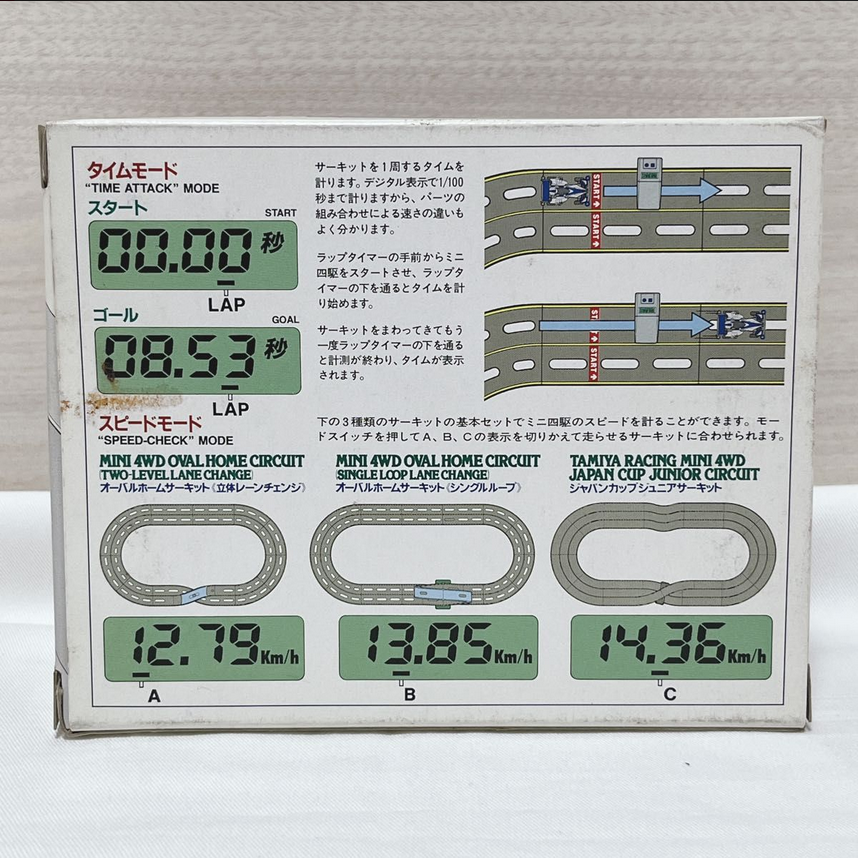 タイムモード
"TIME ATTACK" MODE
スタート
START
00.00秒
LAP
ゴール
GOAL
08.53秒
LAP
サーキットを1周するタイムを
計ります。デジタル表示で1/100
秒まで計りますから、パーツの
組み合わせによる速さの違いも
よく分かります。
ラップタイマーの手前からミニ
四駆をスタートさせ、ラップタ
イマーの下を通るとタイムを計
り始めます。
サーキットをまわってきてもう
一度ラップタイマーの下を通る
と計測が終わり、タイムが表示
されます。
START
START
ST
START
スピードモード
"SPEED-CHECK" MODE
下の3種類のサーキットの基本セットでミニ四駆のスピードを計ることができます。モー
ドスイッチを押してA、B、Cの表示を切りかえて走らせるサーキットに合わせられます。
MINI 4WD OVAL HOME CIRCUIT
(TWO-LEVEL LANE CHANGE)
オーバルホームサーキット《立体レーンチェンジ》
12.79Km/h
A
MINI 4WD OVAL HOME CIRCUIT
(SINGLE LOOP LANE CHANGE)
オーバルホームサーキット《シングルループ》
13.85Km/h
B
TAMIYA RACING MINI 4WD
JAPAN CUP JUNIOR CIRCUIT
ジャパンカップジュニアサーキット
14.36Km/h
C